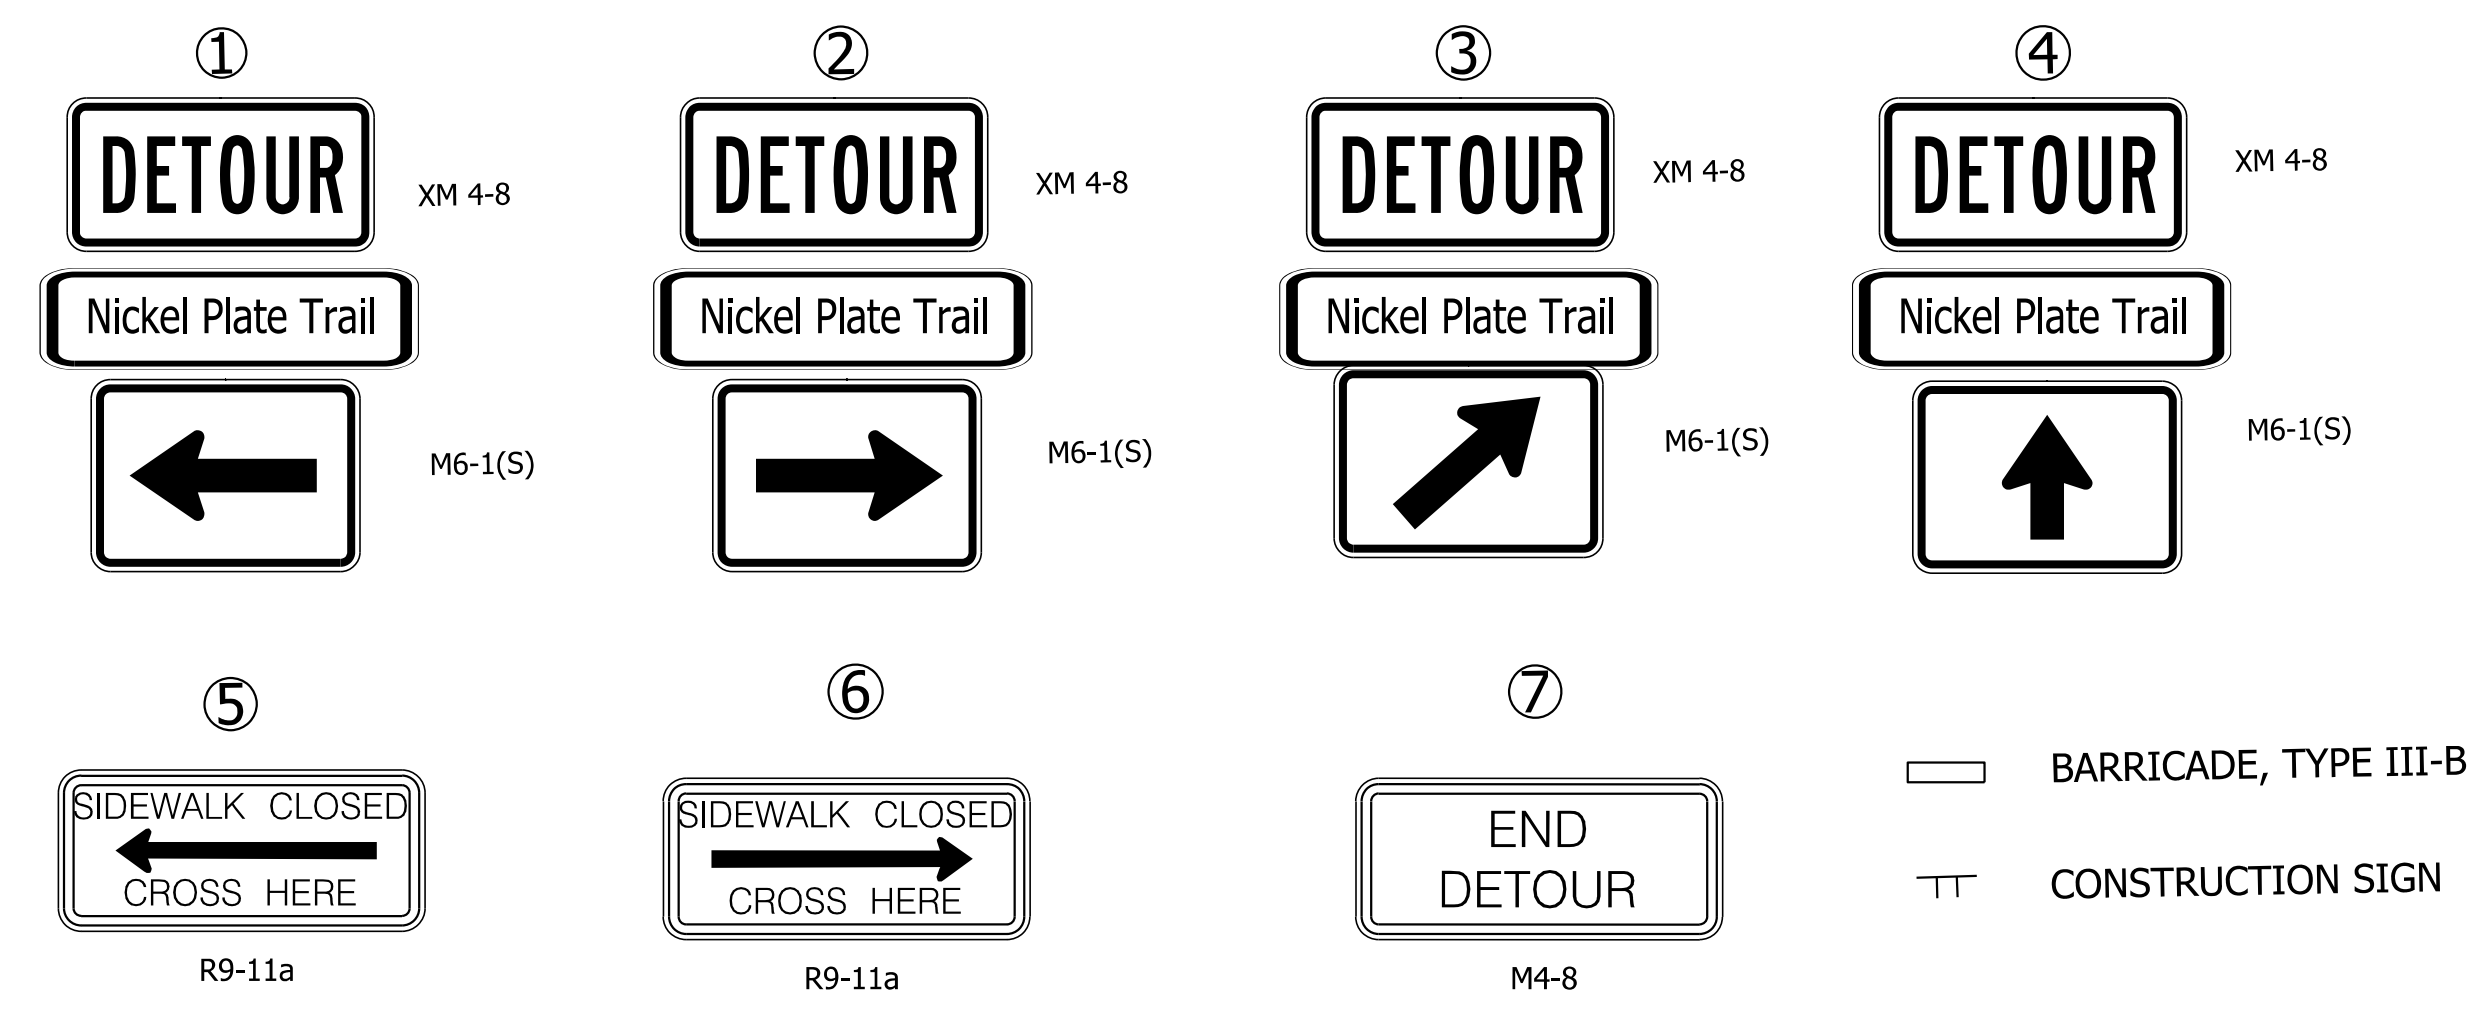 1
DETOUR
XM 4-8
Nickel Plate Trail
M6-1(S)
2
DETOUR
XM 4-8
Nickel Plate Trail
M6-1(S)
3
DETOUR
XM 4-8
Nickel Plate Trail
M6-1(S)
4
DETOUR
XM 4-8
Nickel Plate Trail
M6-1(S)
5
SIDEWALK CLOSED
CROSS HERE
R9-11a
6
SIDEWALK CLOSED
CROSS HERE
R9-11a
7
END
DETOUR
M4-8
BARRICADE, TYPE III-B
CONSTRUCTION SIGN